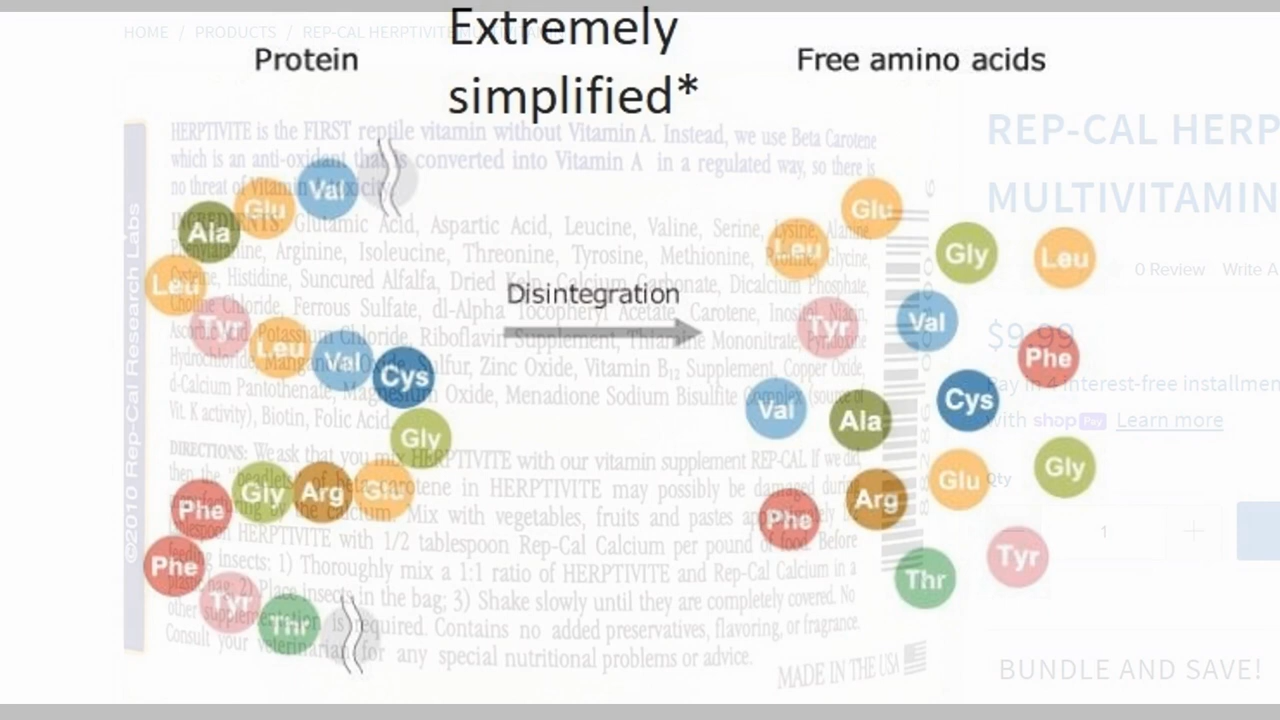 HOME / PRODUCTS / REP-CAL HERPTIVITE
Extremely
simplified*
Protein
Free amino acids
HERPTIVITE is the FIRST reptile vitamin without Vitamin A. Instead, we use Beta Carotene
which is an anti-oxidant that is converted into Vitamin A in a regulated way, so there is
no threat of Vitamin A toxicity
Glutamic Acid, Aspartic Acid, Leucine, Valine, Serine, Lysine, Alanine,
Arginine, Isoleucine, Threonine, Tyrosine, Methionine, Proline, Glycine,
Histidine, Suncured Alfalfa, Dried Kelp, Calcium Carbonate, Dicalcium Phosphate,
Choline Chloride, Ferrous Sulfate, dl-Alpha Tocopheryl Acetate, Carotene, Inositol, Niacin,
Potassium Chloride, Riboflavin Supplement, Thiamine Mononitrate,
Sulfur, Zinc Oxide, Vitamin B12 Supplement, Copper Oxide,
d-Calcium Pantothenate, Magnesium Oxide, Menadione Sodium Bisulfite Complex (source of
Vit. K activity), Biotin, Folic Acid.
DIRECTIONS: We ask that you mix HERPTIVITE with our vitamin supplement REP-CAL. If we did,
then the of beta carotene in HERPTIVITE may possibly be damaged during
by the calcium. Mix with vegetables, fruits and pastes
HERPTIVITE with 1/2 tablespoon Rep-Cal Calcium per pound of food. Before
feeding insects: 1) Thoroughly mix a 1:1 ratio of HERPTIVITE and Rep-Cal Calcium in a
plastic bag; 2) Place insects in the bag; 3) Shake slowly until they are completely covered. No
other supplementation is required. Contains no added preservatives, flavoring, or fragrance.
Consult your veterinarian for any special nutritional problems or advice.
MADE IN THE USA
©2010 Rep-Cal Research Labs
Val
Glu
Ala
Leu
Tyr
Leu
Val
Cys
Gly
Glu
Arg
Gly
Phe
Phe
Tyr
Thr
Disintegration
Glu
Leu
Gly
Leu
Tyr
Val
Phe
Val
Ala
Cys
Phe
Arg
Glu
Gly
Thr
Tyr
REP-CAL HERP
MULTIVITAMIN
0 Review Write A
$9.99
Pay in 4 interest-free installmen
with shop Pay Learn more
Qty
1 +
BUNDLE AND SAVE!